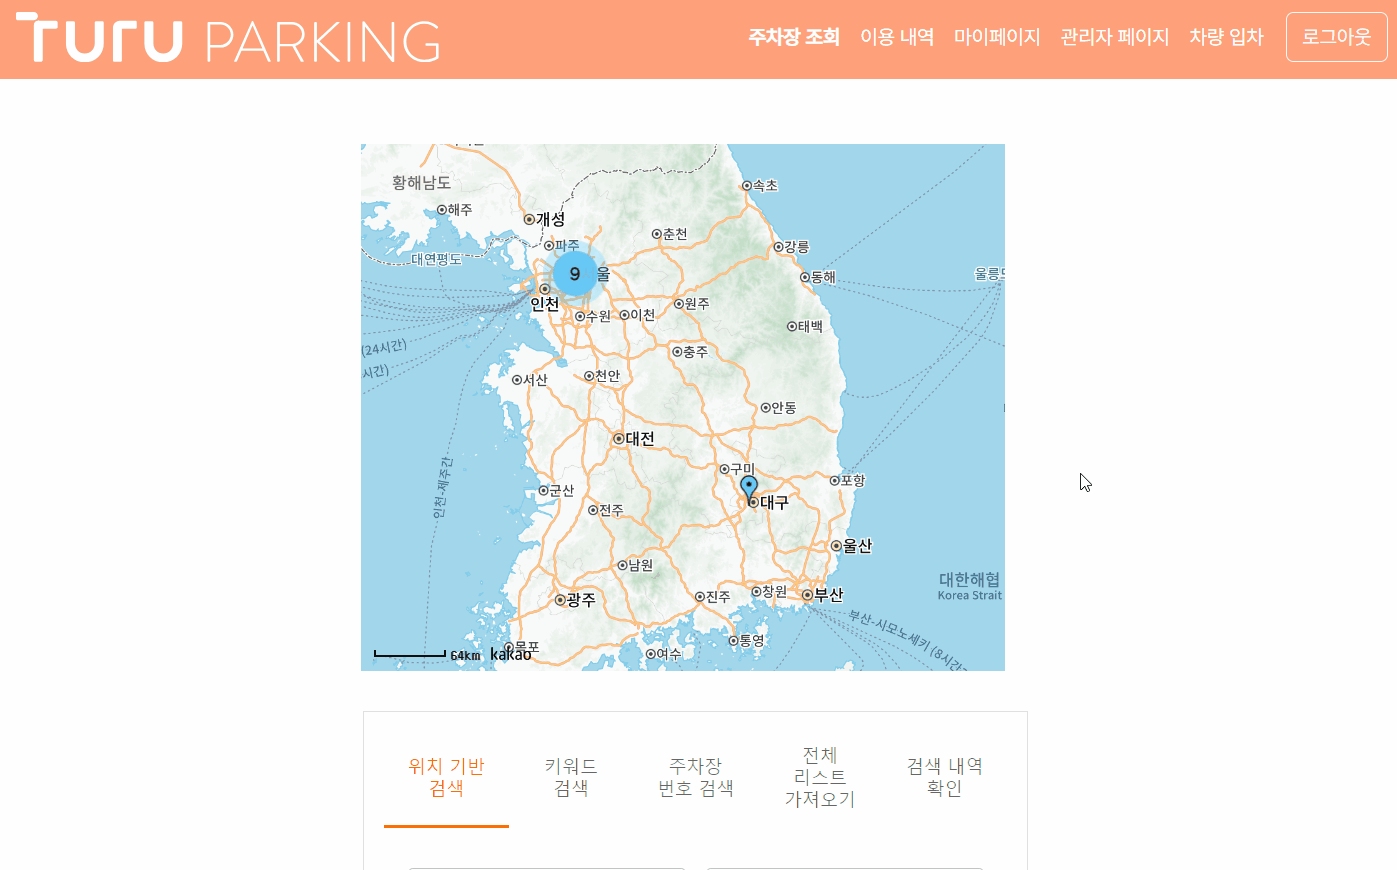 TURU PARKING
주차장 조회
이용 내역
마이페이지
관리자 페이지
차량 입차
로그아웃
황해남도
해주
개성
속초
파주
춘천
강릉
대연평도
9
울
동해
인천
수원
이천
원주
태백
(24시간)
시간)
충주
서산
천안
안동
대전
구미
포항
인천-제주간
군산
전주
대구
울산
남원
대한해협
Korea Strait
광주
진주
창원
부산
부산-시모노세키 (8시간
통영
목포
여수
64km
kakao
위치 기반
검색
키워드
검색
주차장
번호 검색
전체
리스트
가져오기
검색 내역
확인